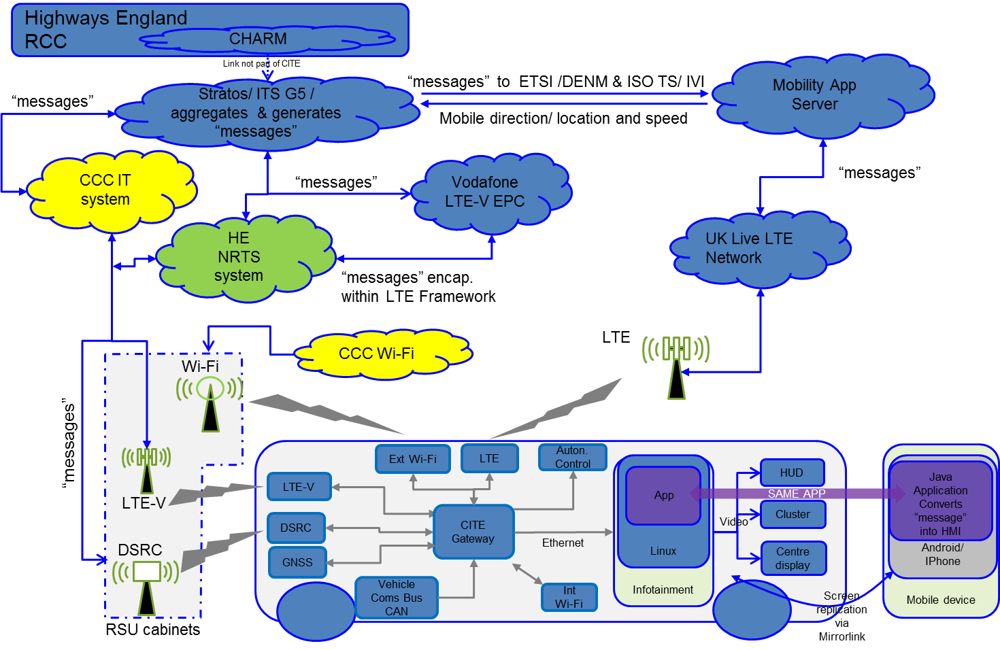 Highways England
RCC
CHARM
Link not part of CITE
Stratos/ ITS G5 /
aggregates & generates
“messages”
“messages” to ETSI /DENM & ISO TS/ IVI
Mobile direction/ location and speed
Mobility App
Server
“messages”
CCC IT
system
“messages”
Vodafone
LTE-V EPC
“messages”
HE
NRTS
system
UK Live LTE
Network
“messages” encap.
within LTE Framework
LTE
CCC Wi-Fi
Wi-Fi
“messages”
LTE-V
DSRC
RSU cabinets
Ext Wi-Fi
LTE
Auton.
Control
LTE-V
DSRC
GNSS
CITE
Gateway
Vehicle
Coms Bus
CAN
Int
Wi-Fi
Ethernet
App
Linux
Infotainment
Video
HUD
SAME APP
Cluster
Centre
display
Java
Application
Converts
“message”
into HMI
Android/
IPhone
Mobile device
Screen
replication
via
Mirrorlink